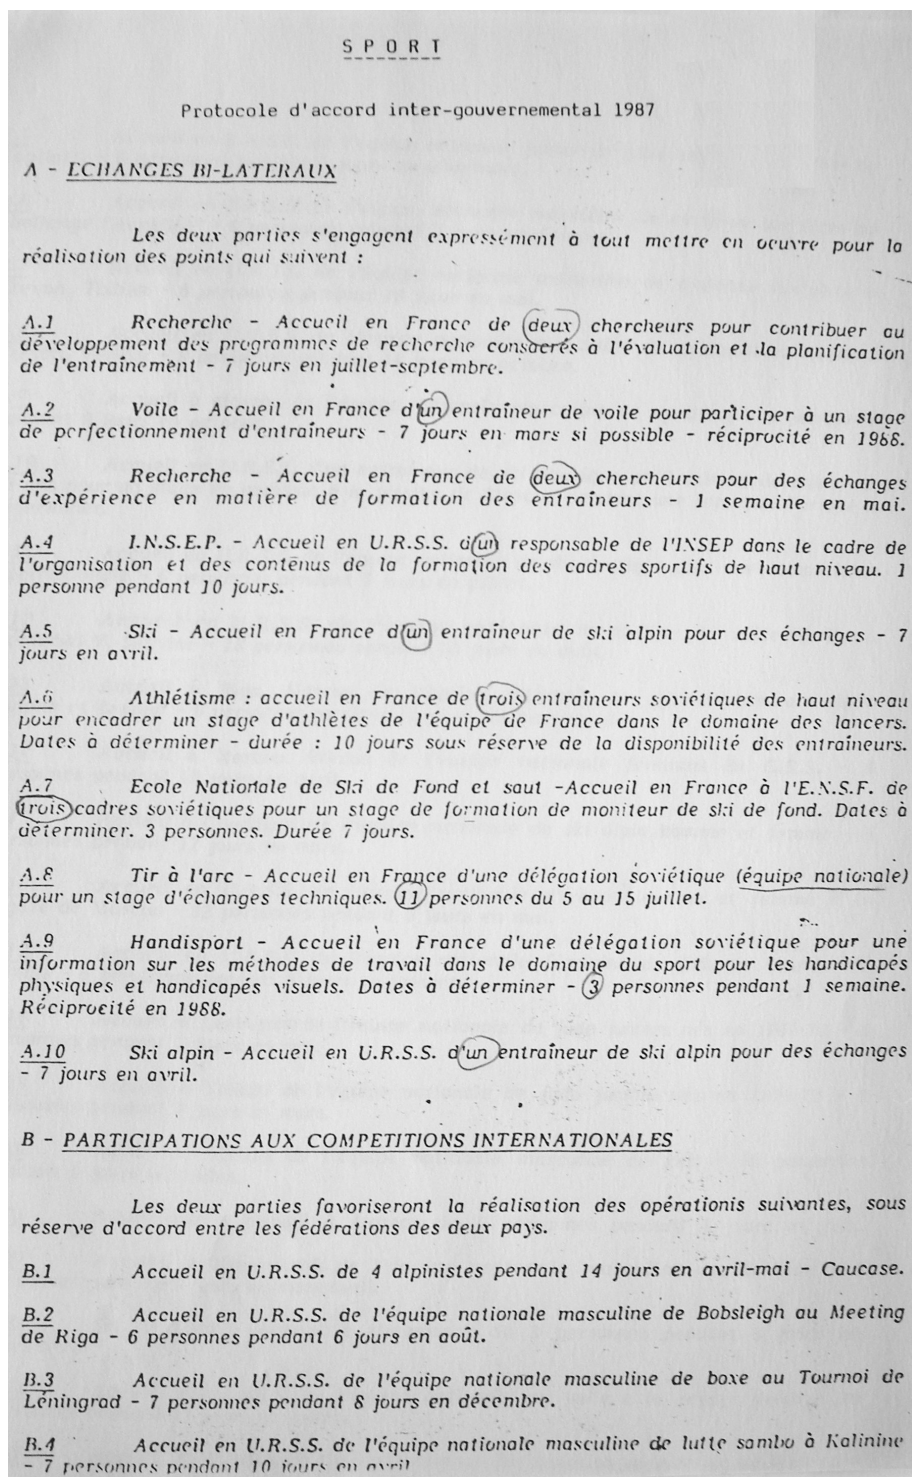 SPORT
Protocole d'accord inter-gouvernemental 1987
A - ECHANGES BI-LATERAUX
Les deux parties s'engagent expressément à tout mettre en oeuvre pour la
réalisation des points qui suivent :
A.1 Recherche - Accueil en France de deux chercheurs pour contribuer au
développement des programmes de recherche consacrés à l'évaluation et la planification
de l'entraînement - 7 jours en juillet-septembre.
A.2 Voile - Accueil en France d'un entraîneur de voile pour participer à un stage
de perfectionnement d'entraîneurs - 7 jours en mars si possible - réciprocité en 1988.
A.3 Recherche - Accueil en France de deux chercheurs pour des échanges
d'expérience en matière de formation des entraîneurs - 1 semaine en mai.
A.4 I.N.S.E.P. - Accueil en U.R.S.S. d'un responsable de l'INSEP dans le cadre de
l'organisation et des contenus de la formation des cadres sportifs de haut niveau. 1
personne pendant 10 jours.
A.5 Ski - Accueil en France d'un entraîneur de ski alpin pour des échanges - 7
jours en avril.
A.6 Athlétisme : accueil en France de trois entraîneurs soviétiques de haut niveau
pour encadrer un stage d'athlètes de l'équipe de France dans le domaine des lancers.
Dates à déterminer - durée : 10 jours sous réserve de la disponibilité des entraîneurs.
A.7 Ecole Nationale de Ski de Fond et saut -Accueil en France à l'E.N.S.F. de
trois cadres soviétiques pour un stage de formation de moniteur de ski de fond. Dates à
déterminer. 3 personnes. Durée 7 jours.
A.8 Tir à l'arc - Accueil en France d'une délégation soviétique (équipe nationale)
pour un stage d'échanges techniques. 11 personnes du 5 au 15 juillet.
A.9 Handisport - Accueil en France d'une délégation soviétique pour une
information sur les méthodes de travail dans le domaine du sport pour les handicapés
physiques et handicapés visuels. Dates à déterminer - 3 personnes pendant 1 semaine.
Réciprocité en 1988.
A.10 Ski alpin - Accueil en U.R.S.S. d'un entraîneur de ski alpin pour des échanges
- 7 jours en avril.
B - PARTICIPATIONS AUX COMPETITIONS INTERNATIONALES
Les deux parties favoriseront la réalisation des opérationis suivantes, sous
réserve d'accord entre les fédérations des deux pays.
B.1 Accueil en U.R.S.S. de 4 alpinistes pendant 14 jours en avril-mai - Caucase.
B.2 Accueil en U.R.S.S. de l'équipe nationale masculine de Bobsleigh au Meeting
de Riga - 6 personnes pendant 6 jours en août.
B.3 Accueil en U.R.S.S. de l'équipe nationale masculine de boxe au Tournoi de
Léningrad - 7 personnes pendant 8 jours en décembre.
B.4 Accueil en U.R.S.S. de l'équipe nationale masculine de lutte sambo à Kalinine
- 7 personnes pendant 10 jours en avril